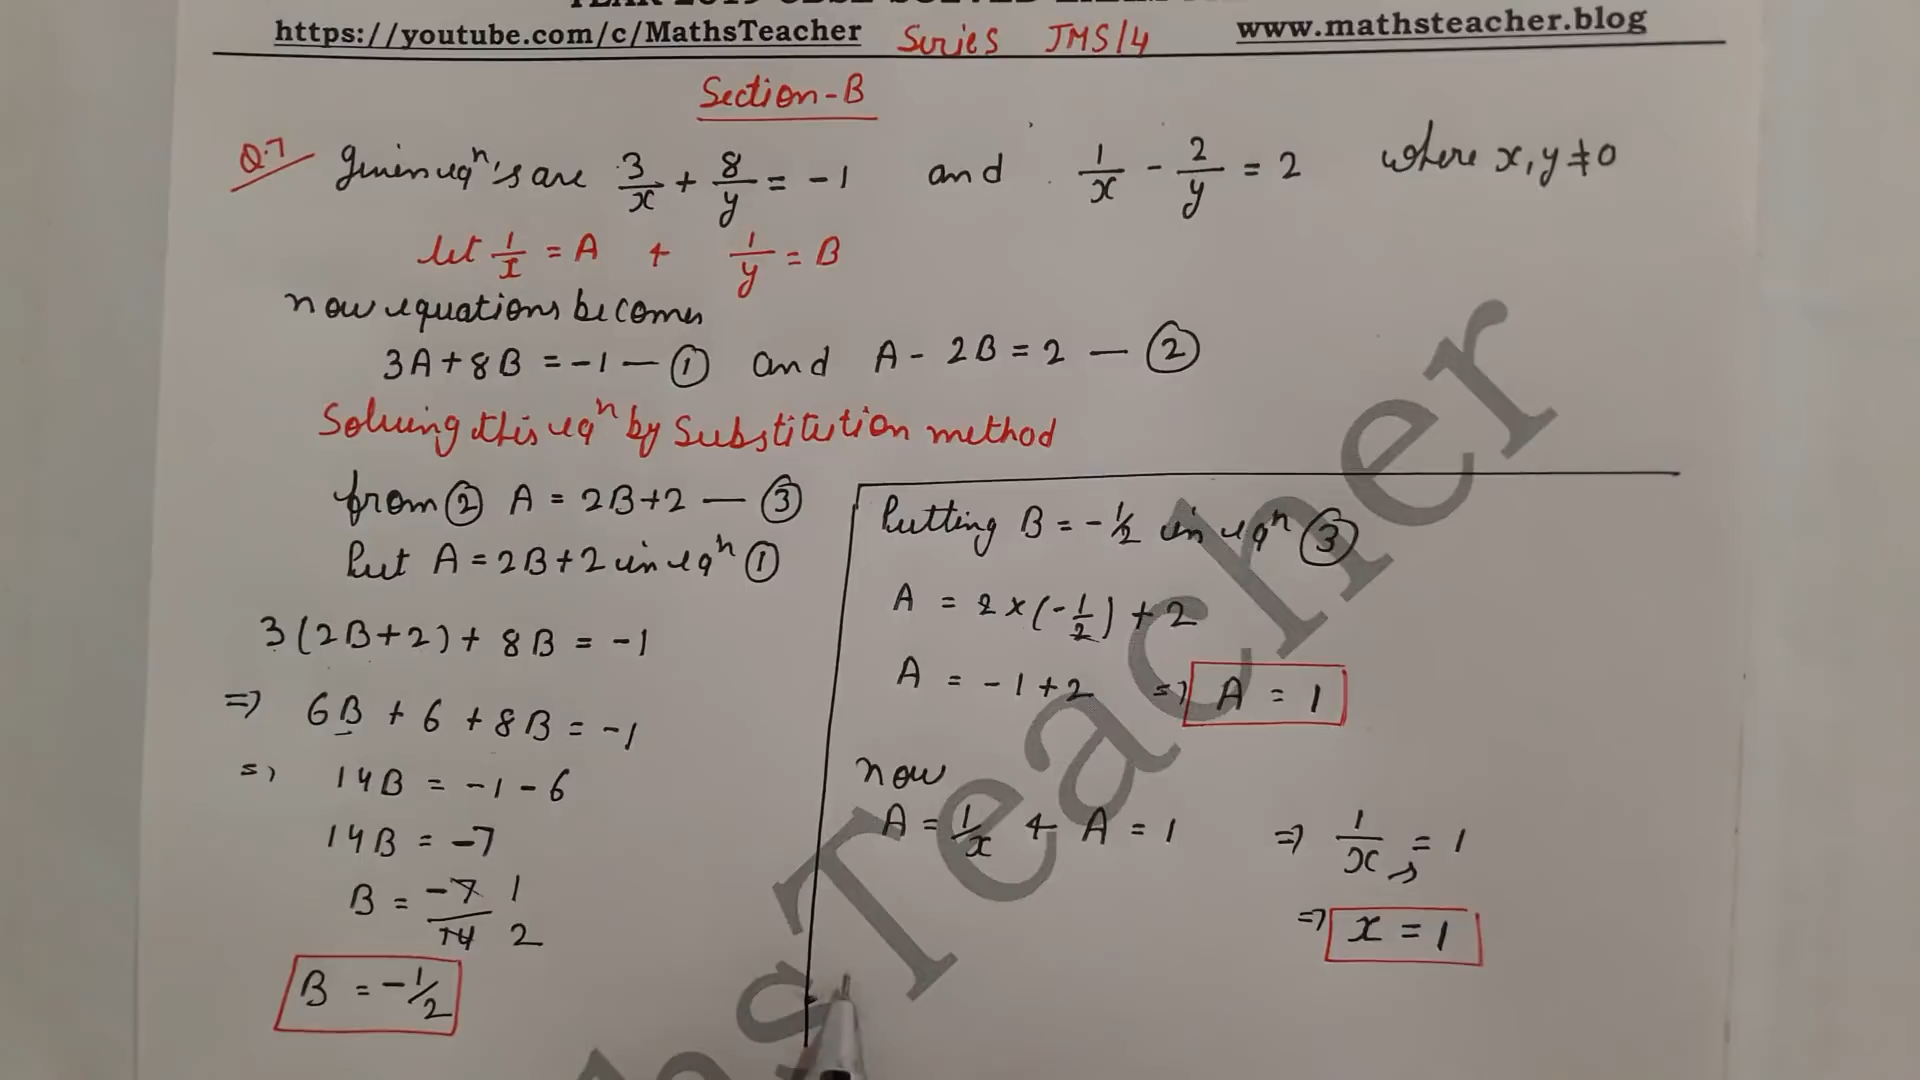 https://youtube.com/c/MathsTeacher Series JMS/4 www.mathsteacher.blog
Section-B
Q.7 Given eqⁿ's are 3/x + 8/y = -1 and 1/x - 2/y = 2 where x, y ≠ 0
let 1/x = A & 1/y = B
now equations becomes
3A + 8B = -1 — ① and A - 2B = 2 — ②
Solving this eqⁿ by Substitution method
from ② A = 2B+2 — ③
Put A = 2B+2 in eqⁿ ①
3(2B+2) + 8B = -1
=> 6B + 6 + 8B = -1
=> 14B = -1 - 6
14B = -7
B = -7/14 1/2
B = -1/2
Putting B = -1/2 in eqⁿ ③
A = 2 x (-1/2) + 2
A = -1+2 => A = 1
now
A = 1/x & A = 1 => 1/x = 1
=> x = 1
sTeacher